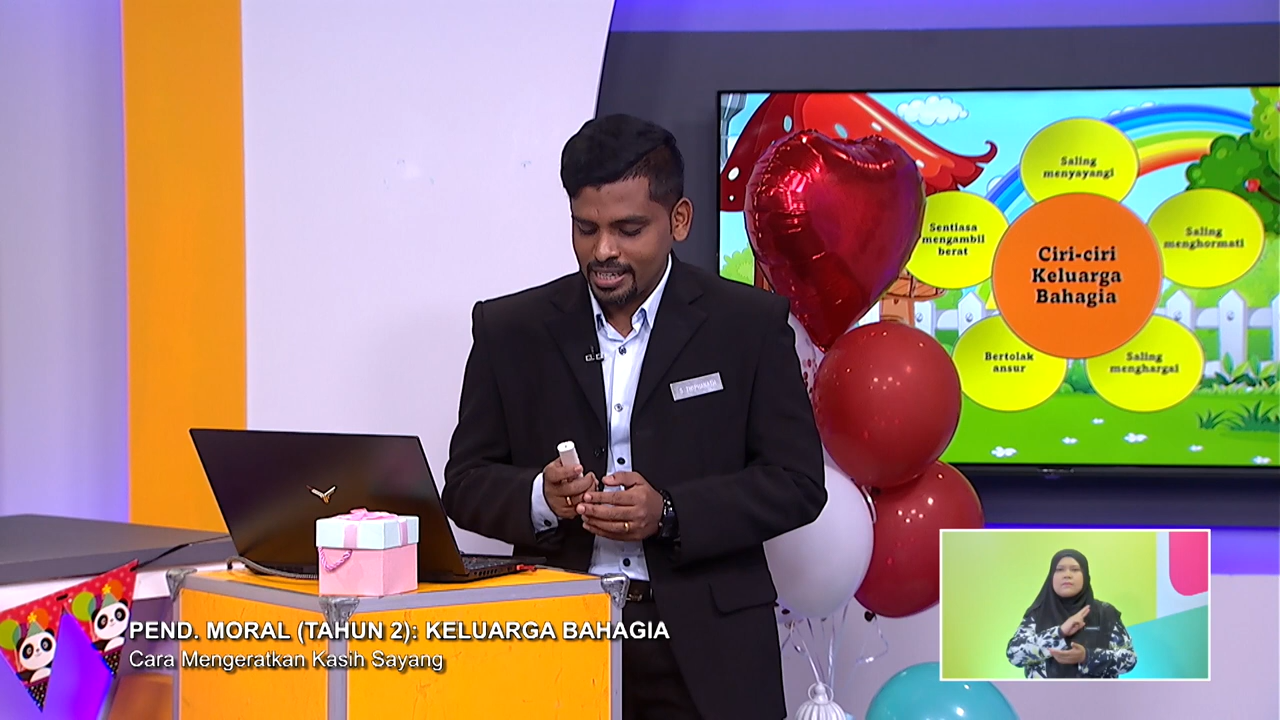 Saling
menyayangi
Sentiasa
mengambil
berat
Saling
menghormati
Ciri-ciri
Keluarga
Bahagia
Bertolak
ansur
Saling
menghargai
PEND. MORAL (TAHUN 2): KELUARGA BAHAGIA
Cara Mengeratkan Kasih Sayang